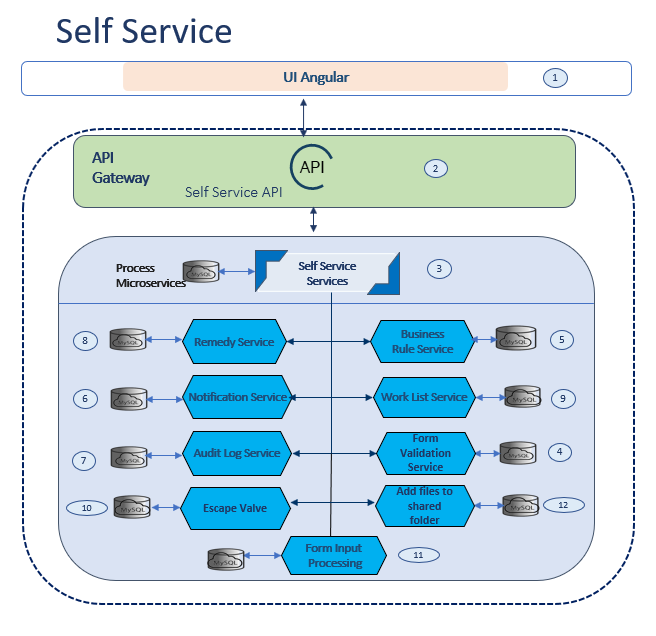 Self Service
UI Angular
1
API
Gateway
API
2
Self Service API
Process
Microservices
MySQL
Self Service
Services
3
8
MySQL
Remedy Service
Business
Rule Service
MySQL
5
6
MySQL
Notification Service
Work List Service
MySQL
9
7
MySQL
Audit Log Service
Form
Validation
Service
MySQL
4
10
MySQL
Escape Valve
Add files to
shared
folder
MySQL
12
MySQL
Form Input
Processing
11